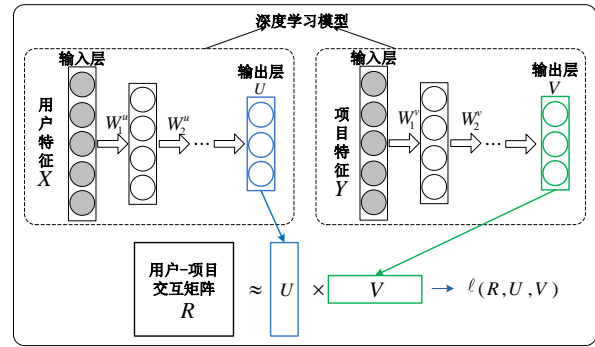 深度学习模型
输入层
用户特征X
W₁ᵘ
W₂ᵘ
...
输出层
U
输入层
项目特征Y
W₁ᵛ
W₂ᵛ
...
输出层
V
用户-项目
交互矩阵
R
≈
U
×
V
ℓ(R,U,V)